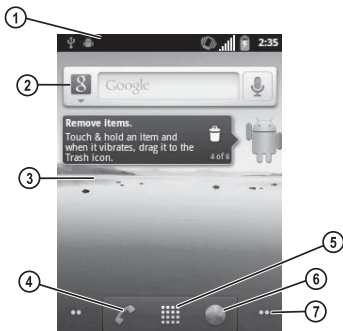 1
2:35
2
8
Google
Remove items.
Touch & hold an item and
when it vibrates, drag it to the
Trash icon.
4 of 6
3
4
5
6
7